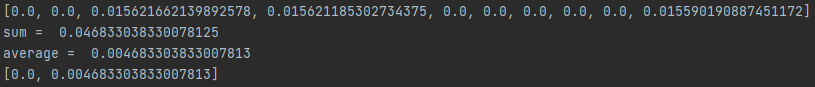 [0.0, 0.0, 0.015621662139892578, 0.015621185302734375, 0.0, 0.0, 0.0, 0.0, 0.0, 0.015590190887451172]
sum =  0.046833038330078125
average =  0.004683303833007813
[0.0, 0.004683303833007813]